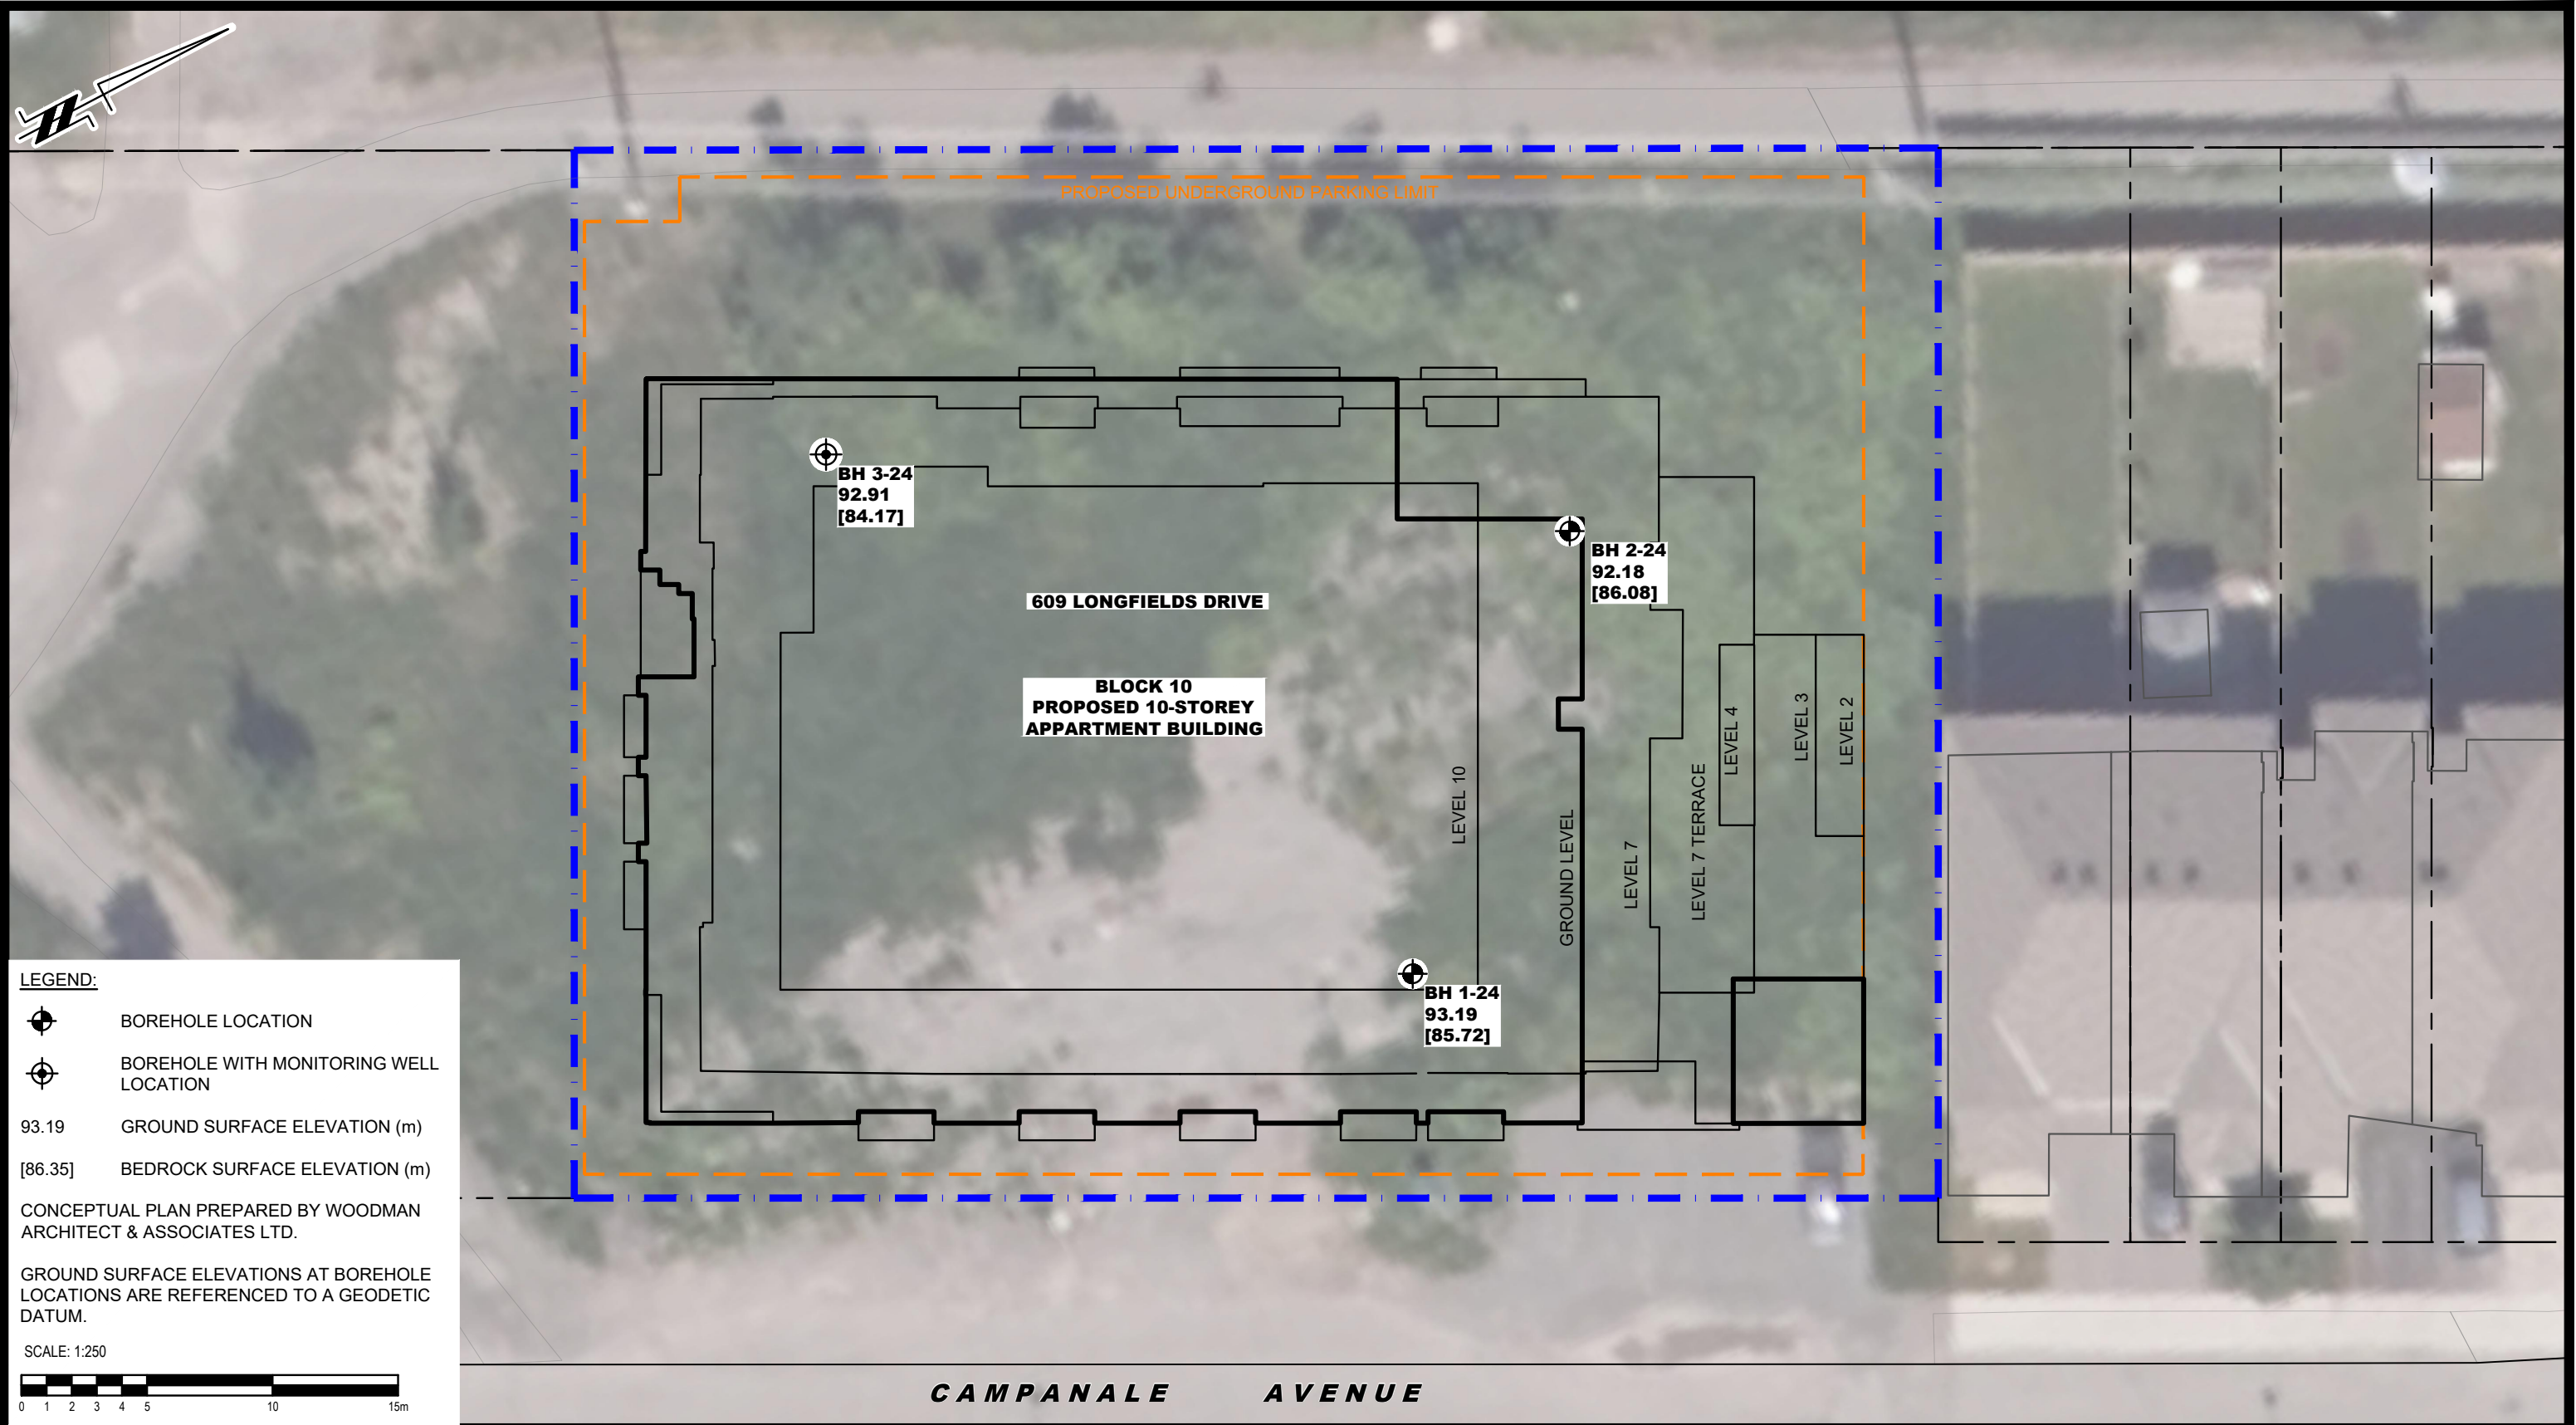 N
PROPOSED UNDERGROUND PARKING LIMIT
BH 3-24
92.91
[84.17]
BH 2-24
92.18
[86.08]
609 LONGFIELDS DRIVE
BLOCK 10
PROPOSED 10-STOREY
APPARTMENT BUILDING
LEVEL 10
GROUND LEVEL
LEVEL 7
LEVEL 7 TERRACE
LEVEL 4
LEVEL 3
LEVEL 2
BH 1-24
93.19
[85.72]
LEGEND:
BOREHOLE LOCATION
BOREHOLE WITH MONITORING WELL
LOCATION
93.19 GROUND SURFACE ELEVATION (m)
[86.35] BEDROCK SURFACE ELEVATION (m)
CONCEPTUAL PLAN PREPARED BY WOODMAN
ARCHITECT & ASSOCIATES LTD.
GROUND SURFACE ELEVATIONS AT BOREHOLE
LOCATIONS ARE REFERENCED TO A GEODETIC
DATUM.
SCALE: 1:250
0 1 2 3 4 5 10 15m
CAMPANALE AVENUE